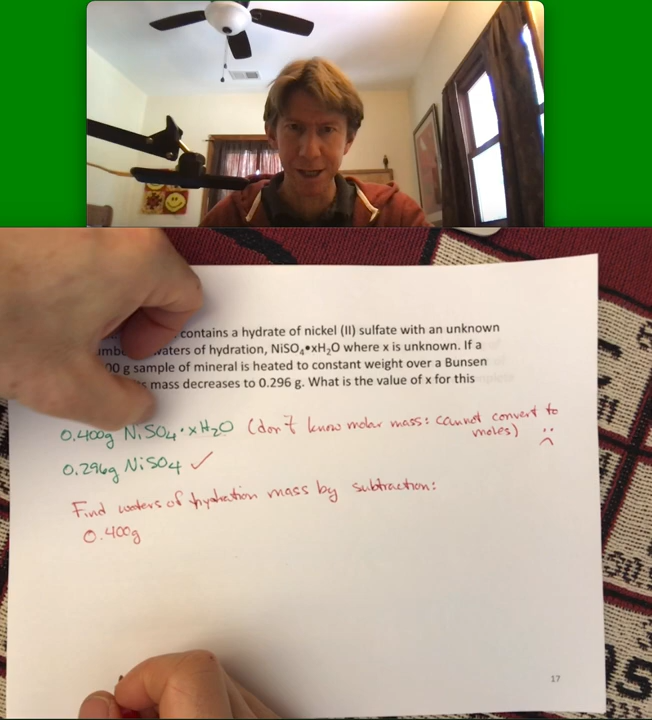 contains a hydrate of nickel (II) sulfate with an unknown
waters of hydration, NiSO₄•xH₂O where x is unknown. If a
00 g sample of mineral is heated to constant weight over a Bunsen
mass decreases to 0.296 g. What is the value of x for this
0.400g NiSO₄·xH₂O (don't know molar mass: cannot convert to
moles) :(
0.296g NiSO₄ ✓
Find waters of hydration mass by subtraction:
0.400g
17